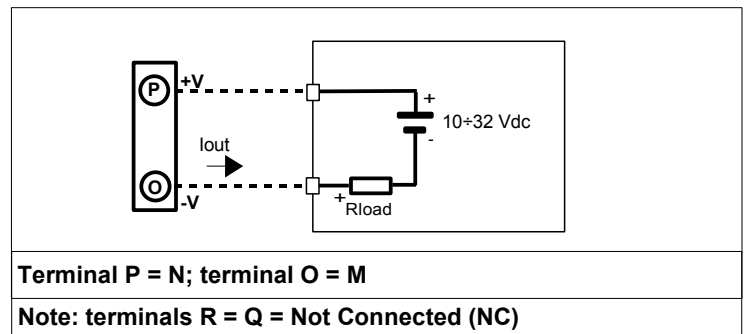 P
+V
+
10÷32 Vdc
-
Iout
O
-V
+
Rload
Terminal P = N; terminal O = M
Note: terminals R = Q = Not Connected (NC)